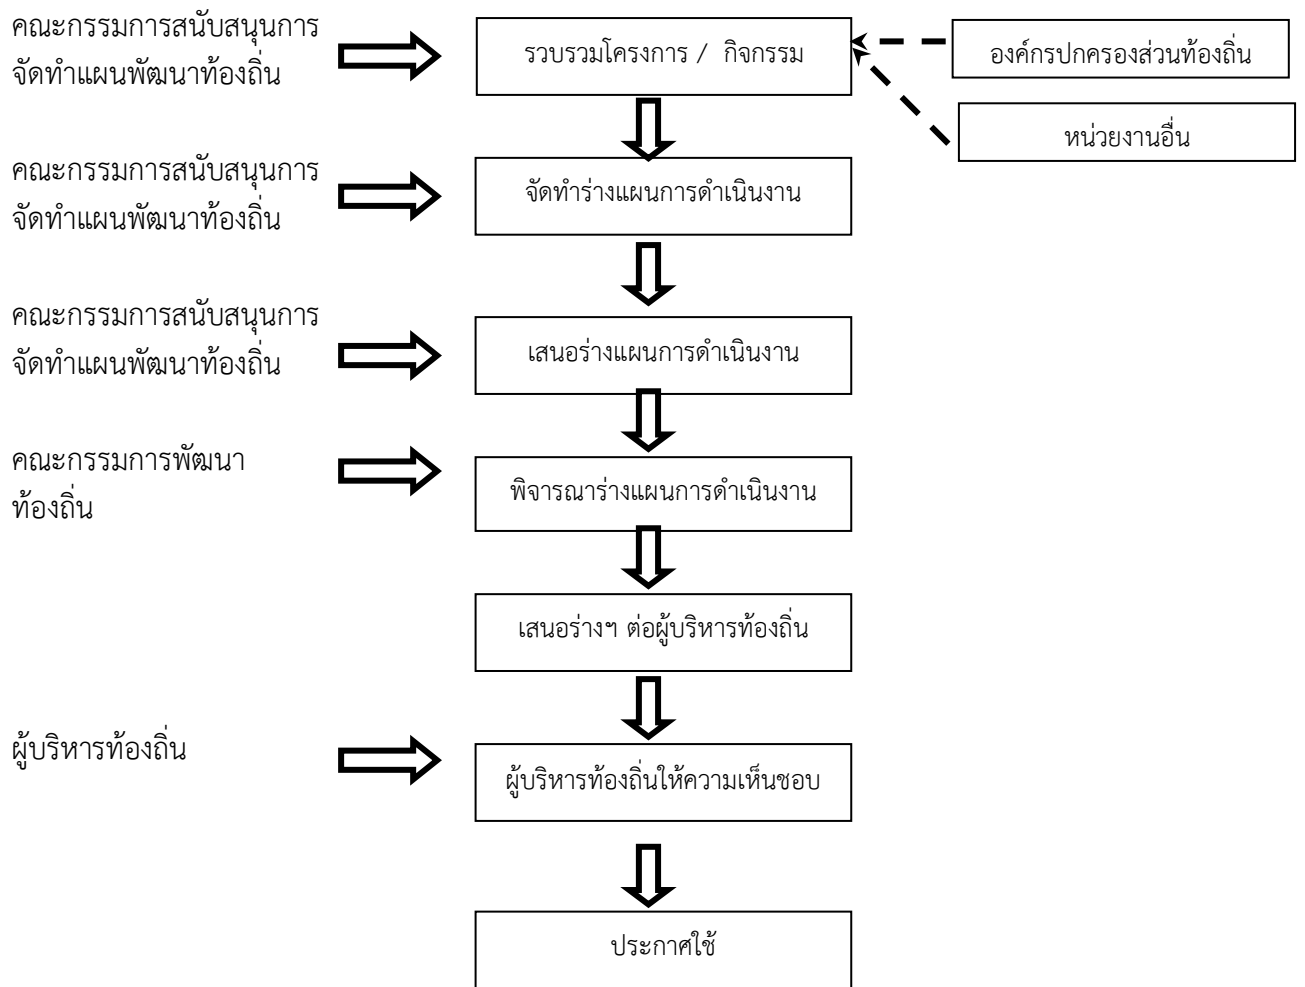 คณะกรรมการสนับสนุนการ
จัดทำแผนพัฒนาท้องถิ่น
รวบรวมโครงการ / กิจกรรม
องค์กรปกครองส่วนท้องถิ่น
หน่วยงานอื่น
คณะกรรมการสนับสนุนการ
จัดทำแผนพัฒนาท้องถิ่น
จัดทำร่างแผนการดำเนินงาน
คณะกรรมการสนับสนุนการ
จัดทำแผนพัฒนาท้องถิ่น
เสนอร่างแผนการดำเนินงาน
คณะกรรมการพัฒนา
ท้องถิ่น
พิจารณาร่างแผนการดำเนินงาน
เสนอร่างฯ ต่อผู้บริหารท้องถิ่น
ผู้บริหารท้องถิ่น
ผู้บริหารท้องถิ่นให้ความเห็นชอบ
ประกาศใช้